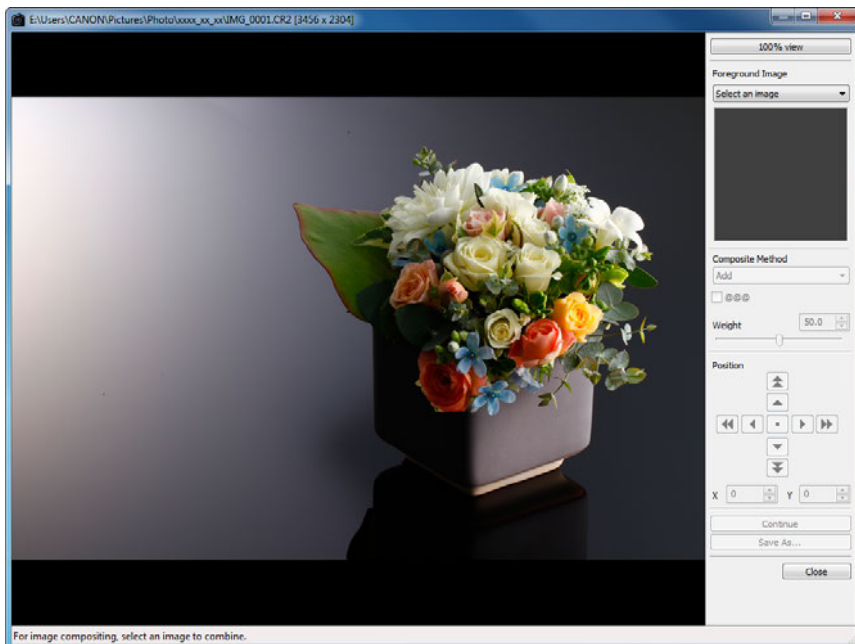 E:\Users\CANON\Pictures\Photo\xxxx_xx_xx\IMG_0001.CR2 [3456 x 2304]
100% view
Foreground Image
Select an image
Composite Method
Add
@@@
Weight 50.0
Position
X 0 Y 0
Continue
Save As...
Close
For image compositing, select an image to combine.